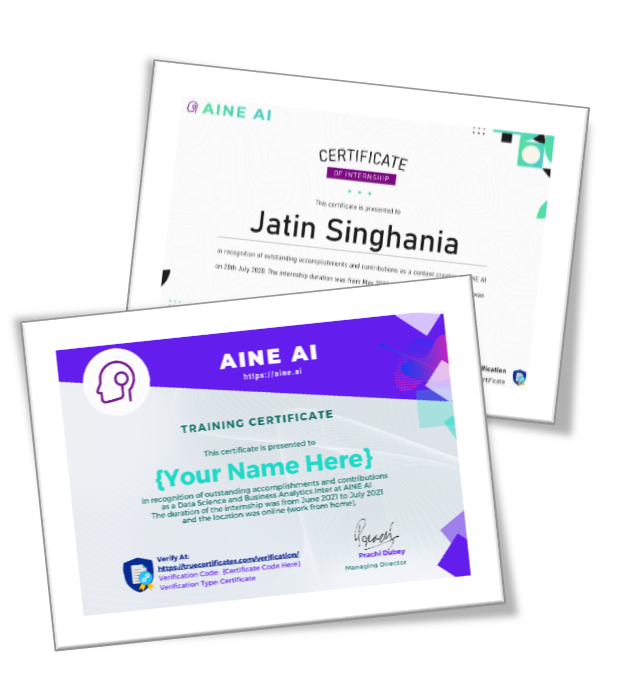 AINE AI
CERTIFICATE
OF INTERNSHIP
This certificate is presented to
Jatin Singhania
in recognition of outstanding accomplishments and contributions as a content AINE AI
on 28th July 2020. The internship duration was from May was
AINE AI
https://aine.ai
TRAINING CERTIFICATE
This certificate is presented to
{Your Name Here}
in recognition of outstanding accomplishments and contributions
as a Data Science and Business Analytics Inter at AINE AI
The duration of the internship was from June 2021 to July 2021
and the location was online (work from home).
Verify At:
https://truecertificates.com/verification/
Verification Code: {Certificate Code Here}
Verification Type: Certificate
Prachi Dubey
Managing Director